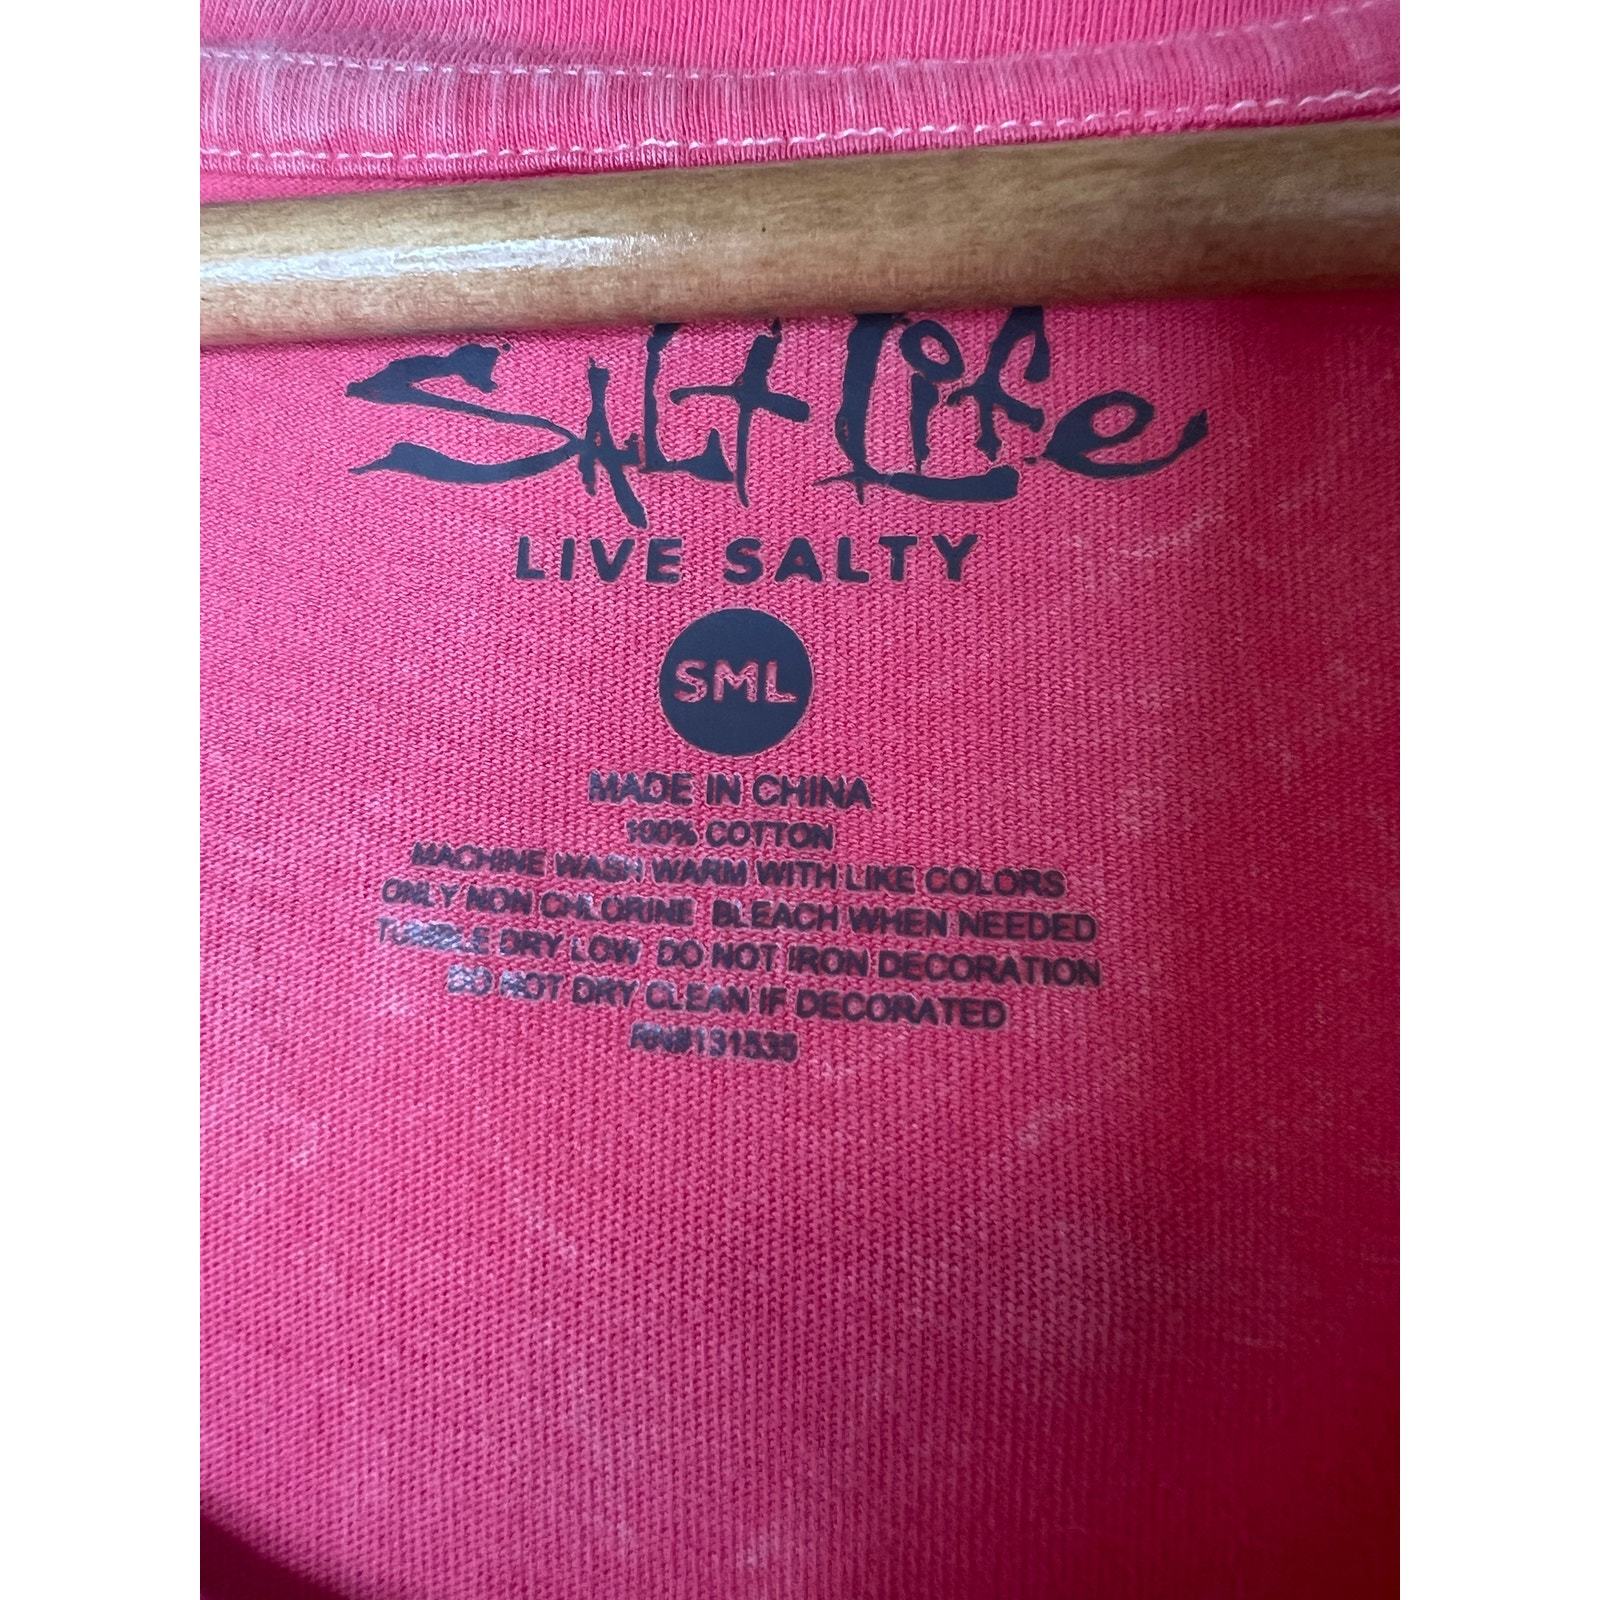 Salt Life
LIVE SALTY
SML
MADE IN CHINA
100% COTTON
MACHINE WASH WARM WITH LIKE COLORS
ONLY NON CHLORINE BLEACH WHEN NEEDED
TUMBLE DRY LOW DO NOT IRON DECORATION
DO NOT DRY CLEAN IF DECORATED
RN#131535